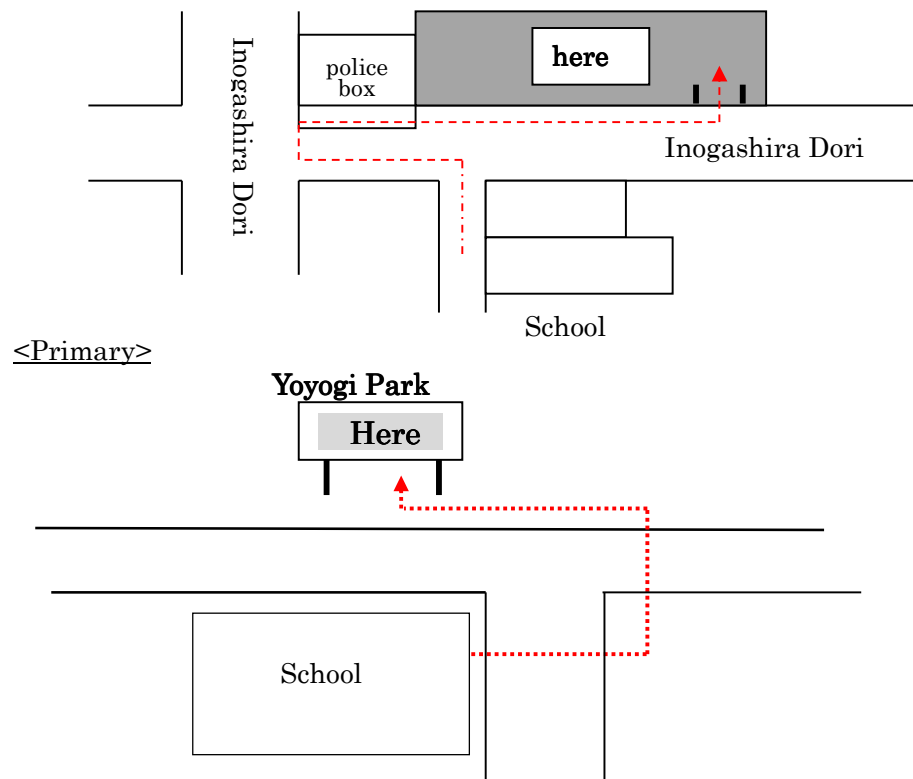 Inogashira Dori
police
box
here
Inogashira Dori
School
<Primary>
Yoyogi Park
Here
School